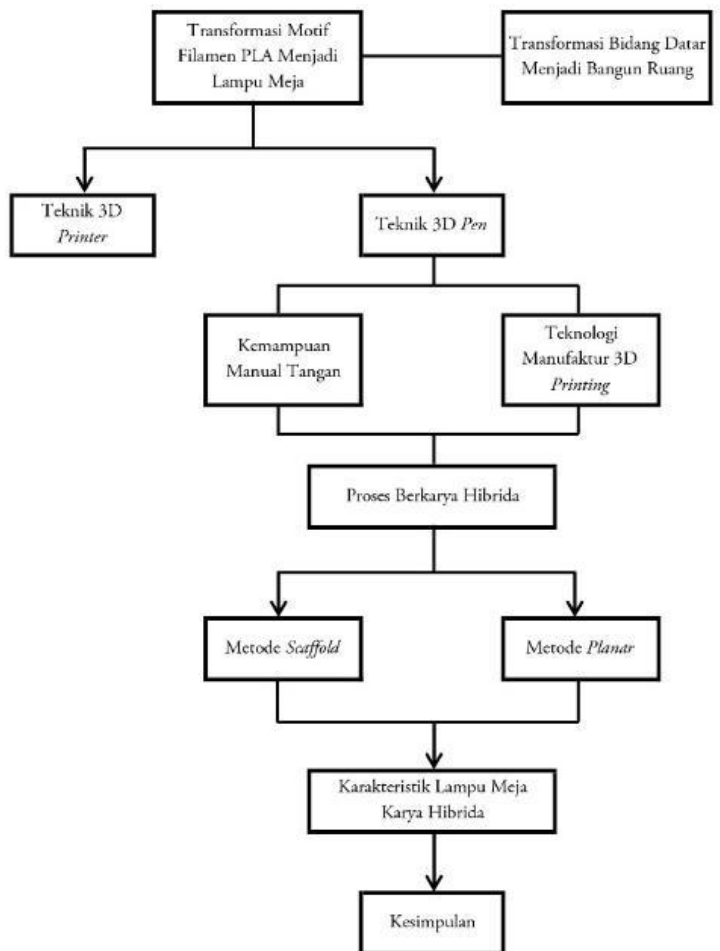 Transformasi Motif
Filamen PLA Menjadi
Lampu Meja
Transformasi Bidang Datar
Menjadi Bangun Ruang
Teknik 3D
Printer
Teknik 3D Pen
Kemampuan
Manual Tangan
Teknologi
Manufaktur 3D
Printing
Proses Berkarya Hibrida
Metode Scaffold
Metode Planar
Karakteristik Lampu Meja
Karya Hibrida
Kesimpulan